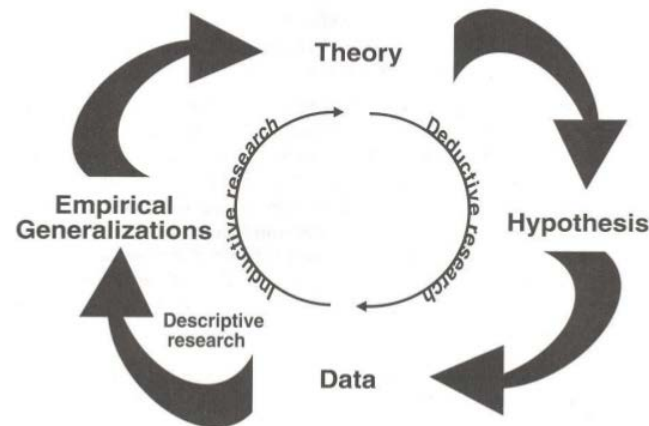 Theory
Inductive research
Deductive research
Empirical
Generalizations
Hypothesis
Descriptive
research
Data